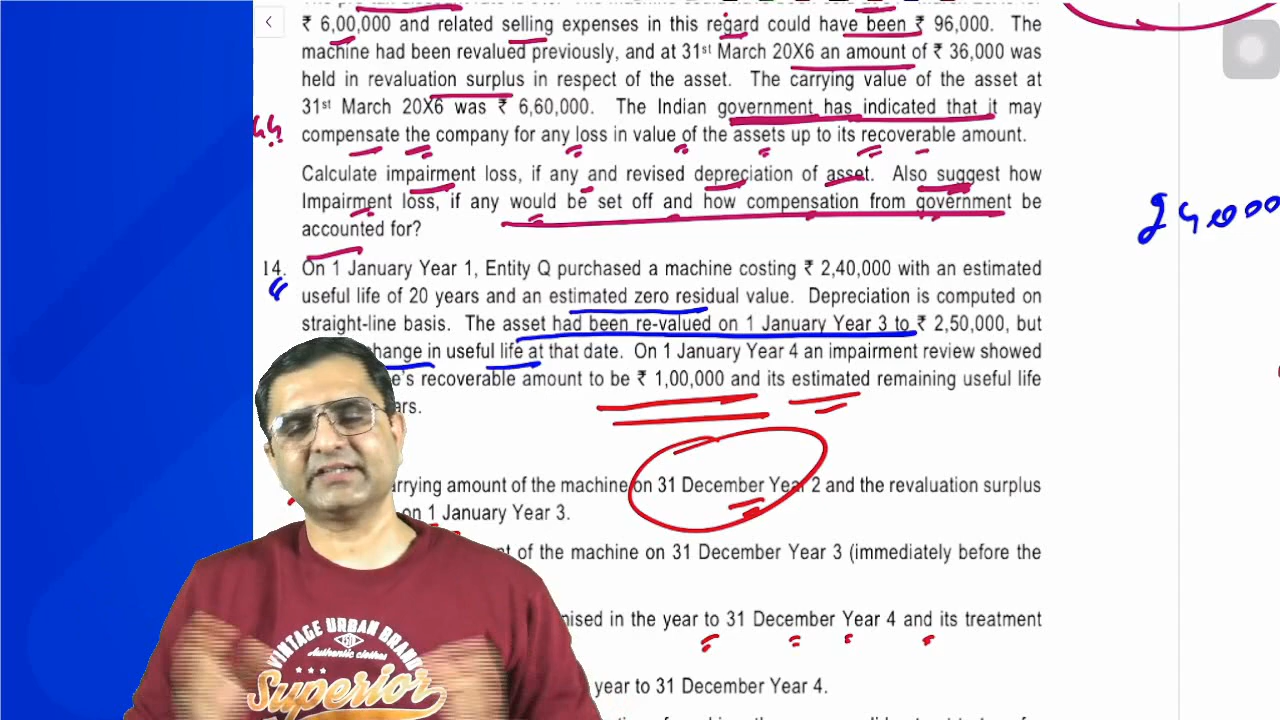 ₹ 6,00,000 and related selling expenses in this regard could have been ₹ 96,000. The
machine had been revalued previously, and at 31st March 20X6 an amount of ₹ 36,000 was
held in revaluation surplus in respect of the asset. The carrying value of the asset at
31st March 20X6 was ₹ 6,60,000. The Indian government has indicated that it may
compensate the company for any loss in value of the assets up to its recoverable amount.
Calculate impairment loss, if any and revised depreciation of asset. Also suggest how
Impairment loss, if any would be set off and how compensation from government be
accounted for?
14. On 1 January Year 1, Entity Q purchased a machine costing ₹ 2,40,000 with an estimated
useful life of 20 years and an estimated zero residual value. Depreciation is computed on
straight-line basis. The asset had been re-valued on 1 January Year 3 to ₹ 2,50,000, but
change in useful life at that date. On 1 January Year 4 an impairment review showed
recoverable amount to be ₹ 1,00,000 and its estimated remaining useful life
carrying amount of the machine on 31 December Year 2 and the revaluation surplus
on 1 January Year 3.
of the machine on 31 December Year 3 (immediately before the
in the year to 31 December Year 4 and its treatment
year to 31 December Year 4.
VINTAGE URBAN BRAND
Authentic clothes
Superior